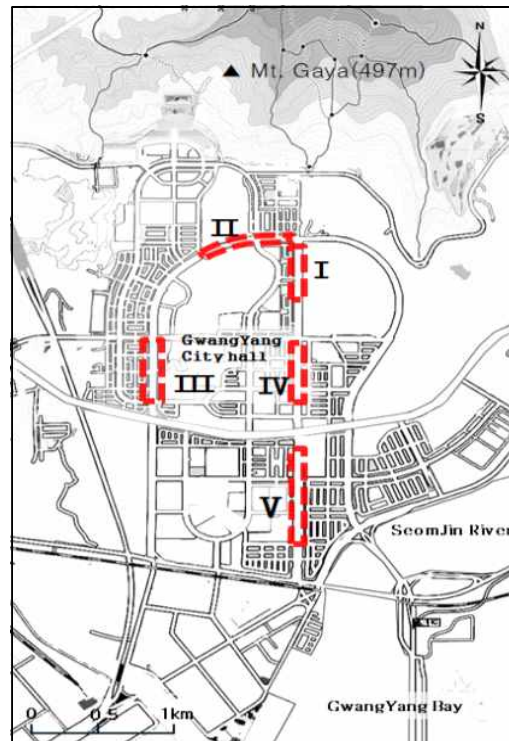 N
▲ Mt. Gaya(497m)
S
II
I
GwangYang
City hall
III
IV
V
SeomJin River
GwangYang Bay
0 0.5 1km